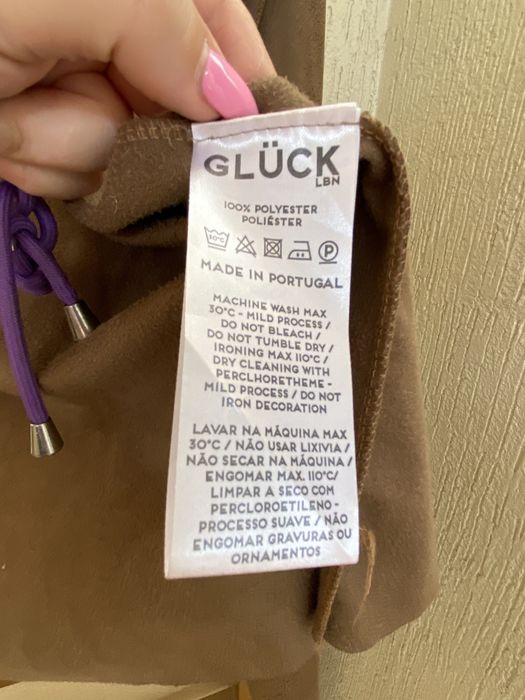 GLÜCK
LBN
100% POLYESTER
POLIÉSTER
30°C P
MADE IN PORTUGAL
MACHINE WASH MAX
30°C - MILD PROCESS /
DO NOT BLEACH /
DO NOT TUMBLE DRY /
IRONING MAX 110°C /
DRY CLEANING WITH
PERCLHORETHEME -
MILD PROCESS / DO NOT
IRON DECORATION
LAVAR NA MÁQUINA MAX
30°C / NÃO USAR LIXIVIA /
NÃO SECAR NA MÁQUINA /
ENGOMAR MAX. 110°C/
LIMPAR A SECO COM
PERCLOROETILENO -
PROCESSO SUAVE / NÃO
ENGOMAR GRAVURAS OU
ORNAMENTOS